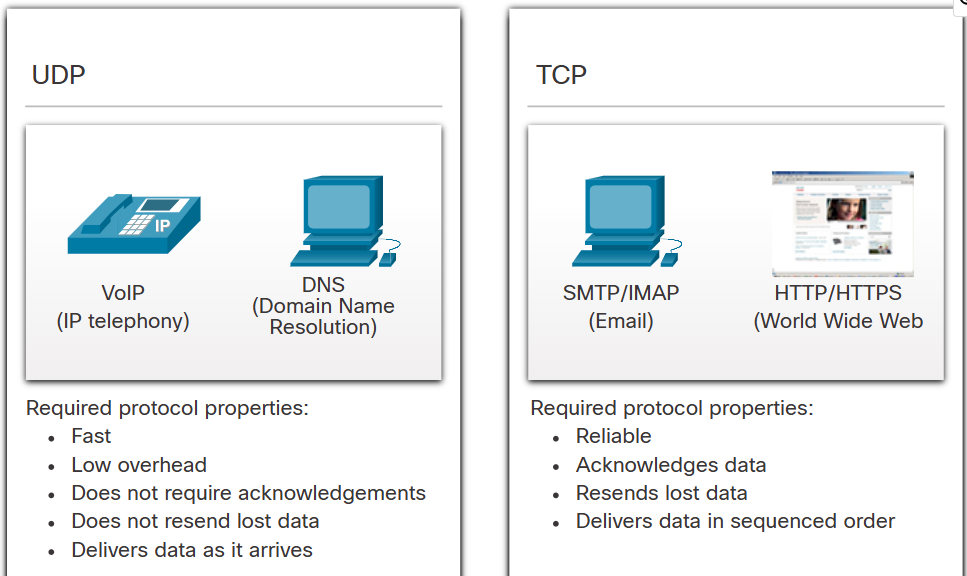 UDP
IP
VoIP
(IP telephony)
DNS
(Domain Name
Resolution)
Required protocol properties:
• Fast
• Low overhead
• Does not require acknowledgements
• Does not resend lost data
• Delivers data as it arrives
TCP
SMTP/IMAP
(Email)
HTTP/HTTPS
(World Wide Web
Required protocol properties:
• Reliable
• Acknowledges data
• Resends lost data
• Delivers data in sequenced order